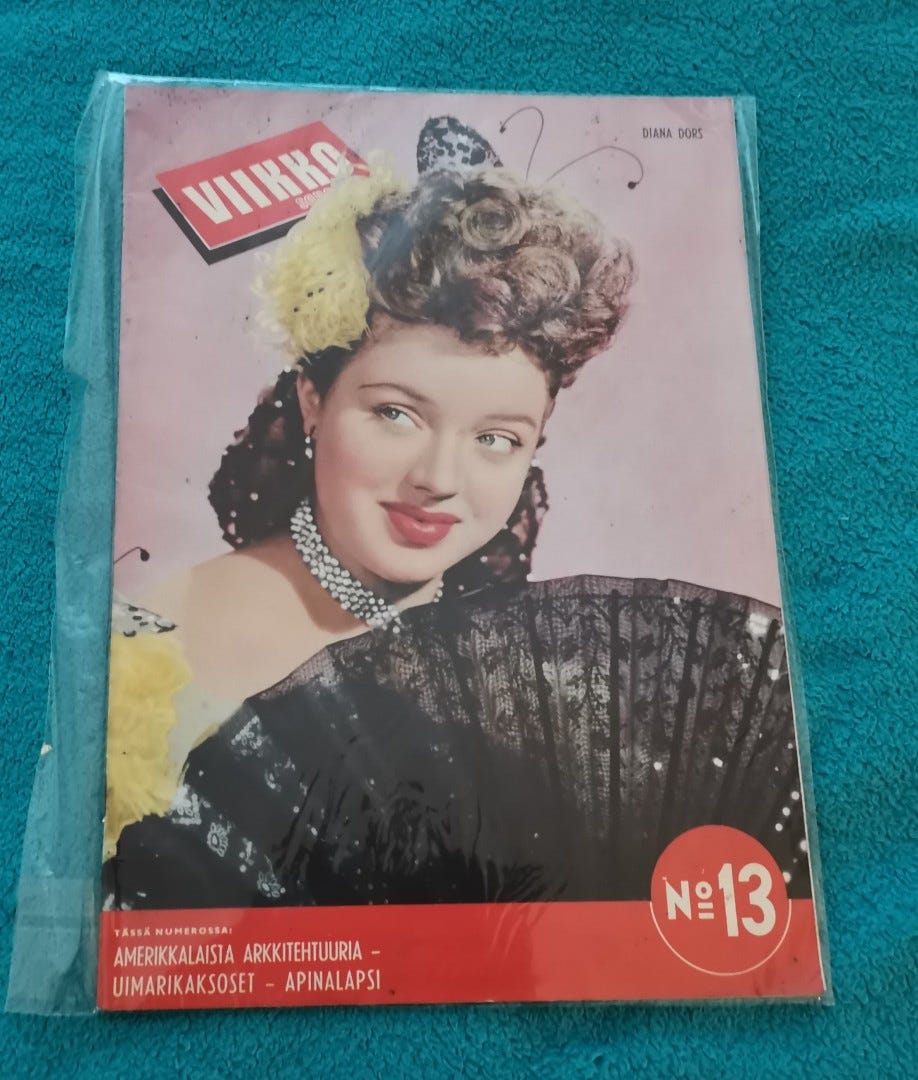 VIIKKO
DIANA DORS
No 13
TÄSSÄ NUMEROSSA:
AMERIKKALAISTA ARKKITEHTUURIA –
UIMARIKAKSOSET – APINALAPSI